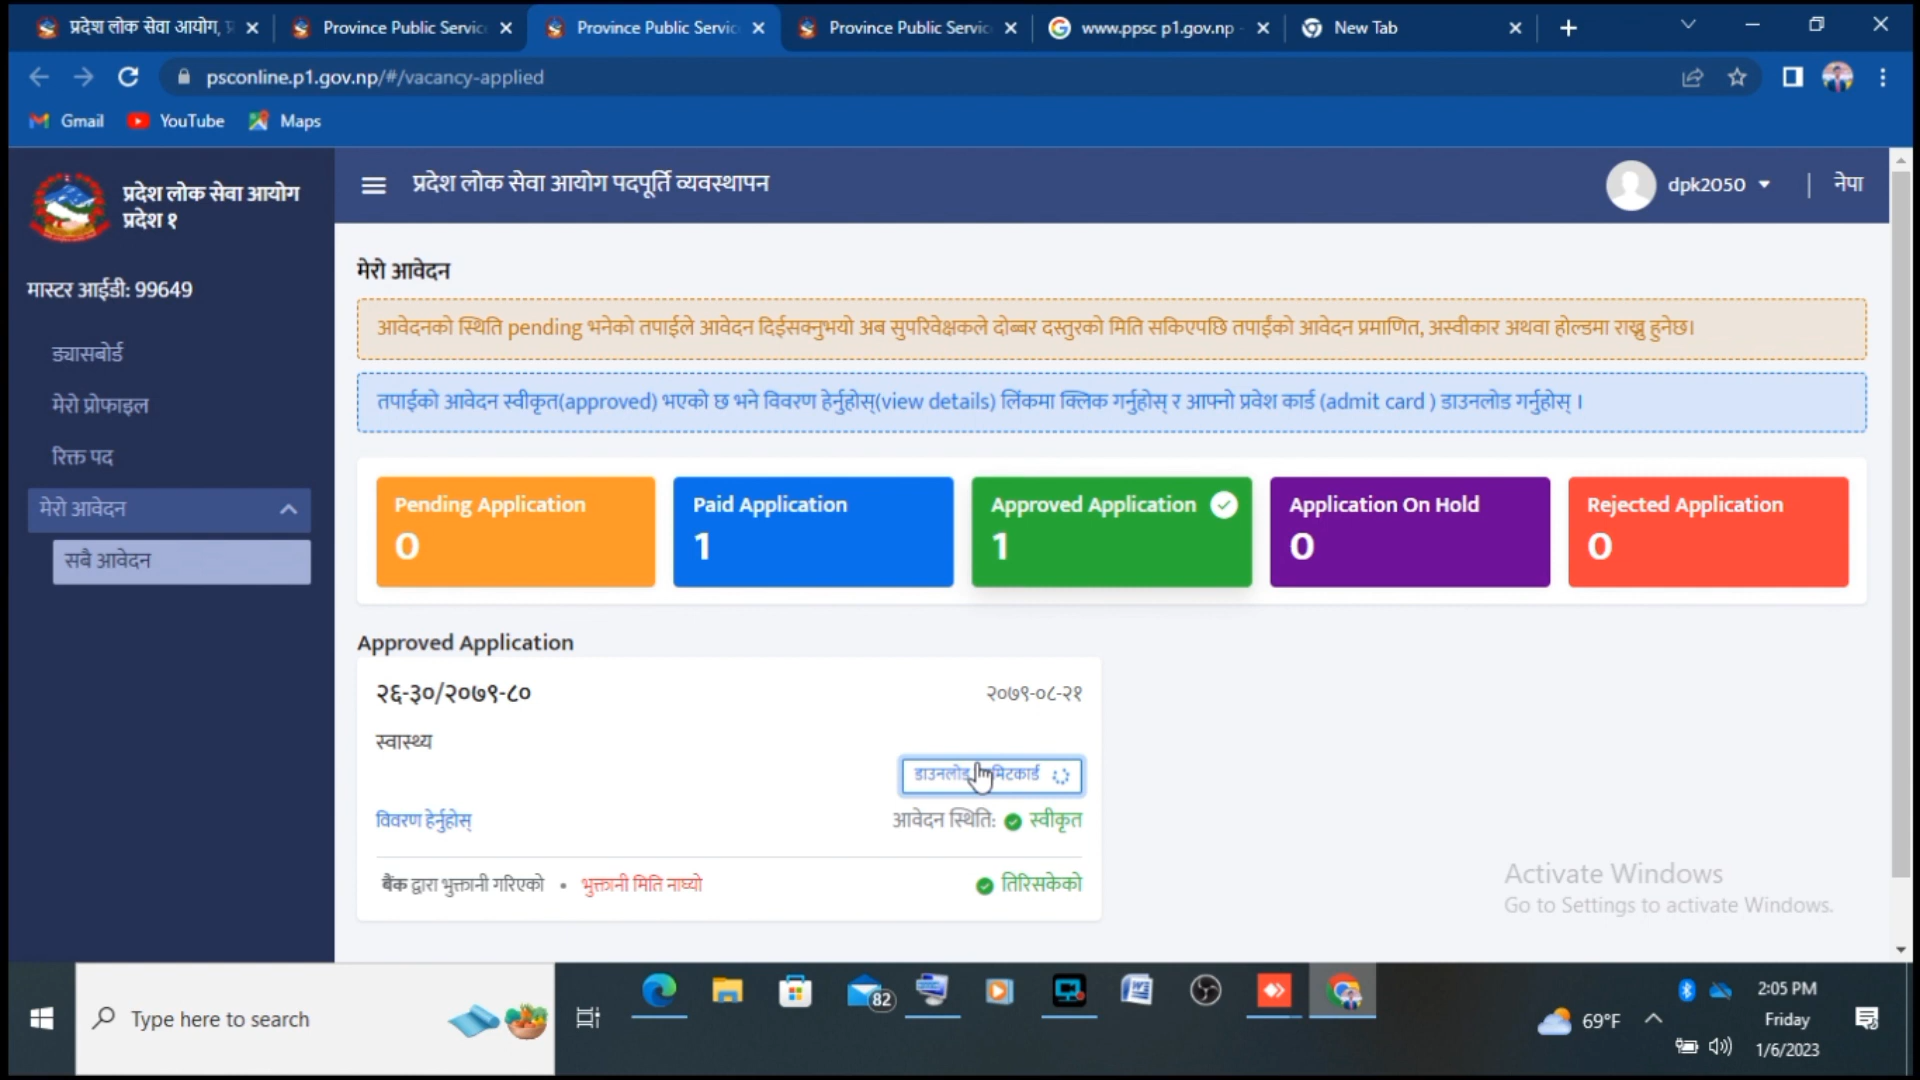 प्रदेश लोक सेवा आयोग,
Province Public Servic
Province Public Servic
Province Public Servic
www.ppsc p1.gov.np -
New Tab
psconline.p1.gov.np/#/vacancy-applied
Gmail
YouTube
Maps
प्रदेश लोक सेवा आयोग
प्रदेश १
प्रदेश लोक सेवा आयोग पदपूर्ति व्यवस्थापन
dpk2050
नेपा
मास्टर आईडी: 99649
ड्यासबोर्ड
मेरो प्रोफाइल
रिक्त पद
मेरो आवेदन
सबै आवेदन
मेरो आवेदन
आवेदनको स्थिति pending भनेको तपाईले आवेदन दिईसक्नुभयो अब सुपरिवेक्षकले दोब्बर दस्तुरको मिति सकिएपछि तपाईंको आवेदन प्रमाणित, अस्वीकार अथवा होल्डमा राख्नु हुनेछ।
तपाईको आवेदन स्वीकृत(approved) भएको छ भने विवरण हेर्नुहोस्(view details) लिंकमा क्लिक गर्नुहोस् र आफ्नो प्रवेश कार्ड (admit card ) डाउनलोड गर्नुहोस् ।
Pending Application
0
Paid Application
1
Approved Application
1
Application On Hold
0
Rejected Application
0
Approved Application
२६-३०/२०७९-८०
२०७९-०८-२१
स्वास्थ्य
डाउनलोड
विवरण हेर्नुहोस्
आवेदन स्थिति: स्वीकृत
बैंक द्वारा भुक्तानी गरिएको • भुक्तानी मिति नाघ्यो
तिरिसकेको
Activate Windows
Go to Settings to activate Windows.
Type here to search
82
69°F
2:05 PM
Friday
1/6/2023